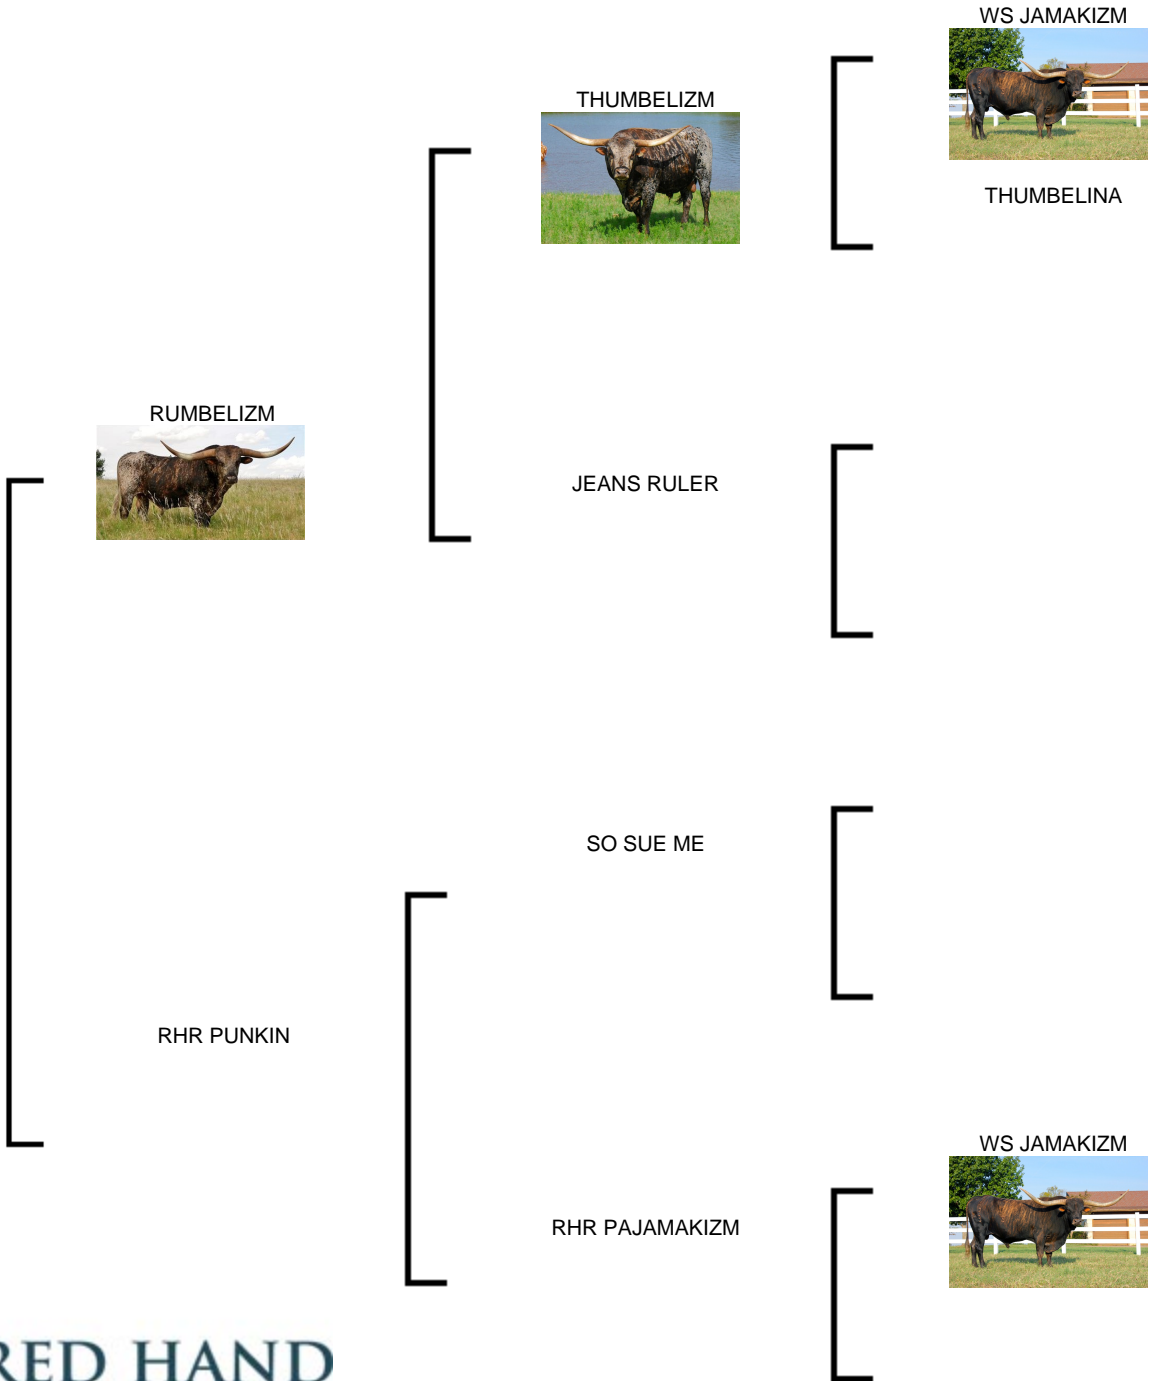 WS JAMAKIZM
THUMBELIZM
THUMBELINA
RUMBELIZM
JEANS RULER
SO SUE ME
RHR PUNKIN
WS JAMAKIZM
RHR PAJAMAKIZM
RED HAND